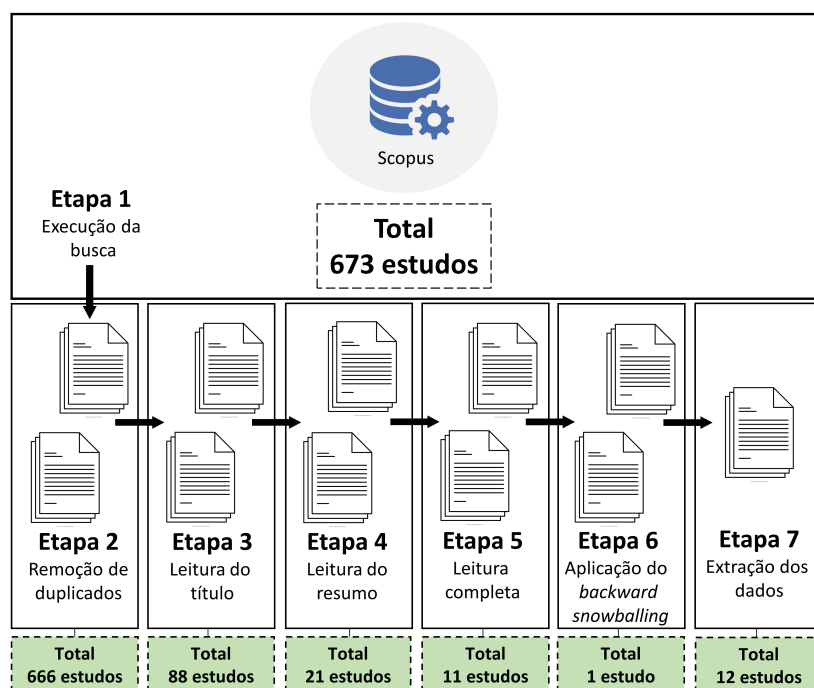 Scopus
Etapa 1
Execução da
busca
Total
673 estudos
Etapa 2
Remoção de
duplicados
Etapa 3
Leitura do
título
Etapa 4
Leitura do
resumo
Etapa 5
Leitura
completa
Etapa 6
Aplicação do
backward
snowballing
Etapa 7
Extração dos
dados
Total
666 estudos
Total
88 estudos
Total
21 estudos
Total
11 estudos
Total
1 estudo
Total
12 estudos